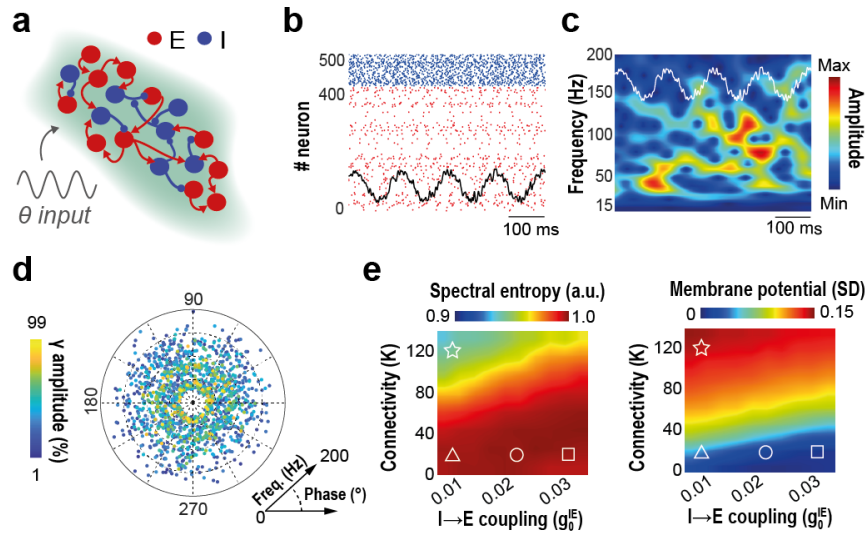 a
E I
θ input
b
500
400
# neuron
0
100 ms
c
200
150
100
50
15
Frequency (Hz)
Max
Amplitude
Min
100 ms
d
99
γ amplitude (%)
1
90
180
270
200
Freq. (Hz)
Phase (°)
0
e
Spectral entropy (a.u.)
0.9 1.0
Connectivity (K)
120
80
40
0
0.01 0.02 0.03
I→E coupling (g₀ᴵᴱ)
Membrane potential (SD)
0 0.15
Connectivity (K)
120
80
40
0
0.01 0.02 0.03
I→E coupling (g₀ᴵᴱ)